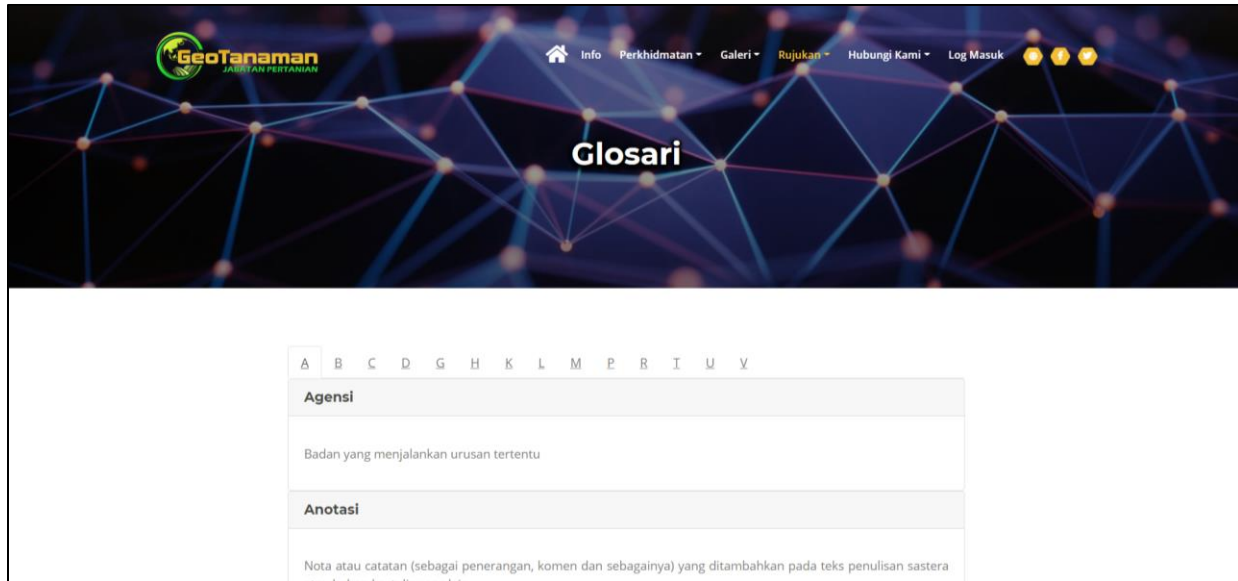 GeoTanaman
JABATAN PERTANIAN
Info Perkhidmatan Galeri Rujukan Hubungi Kami Log Masuk
Glosari
A B C D G H K L M P R T U V
Agensi
Badan yang menjalankan urusan tertentu
Anotasi
Nota atau catatan (sebagai penerangan, komen dan sebagainya) yang ditambahkan pada teks penulisan sastera